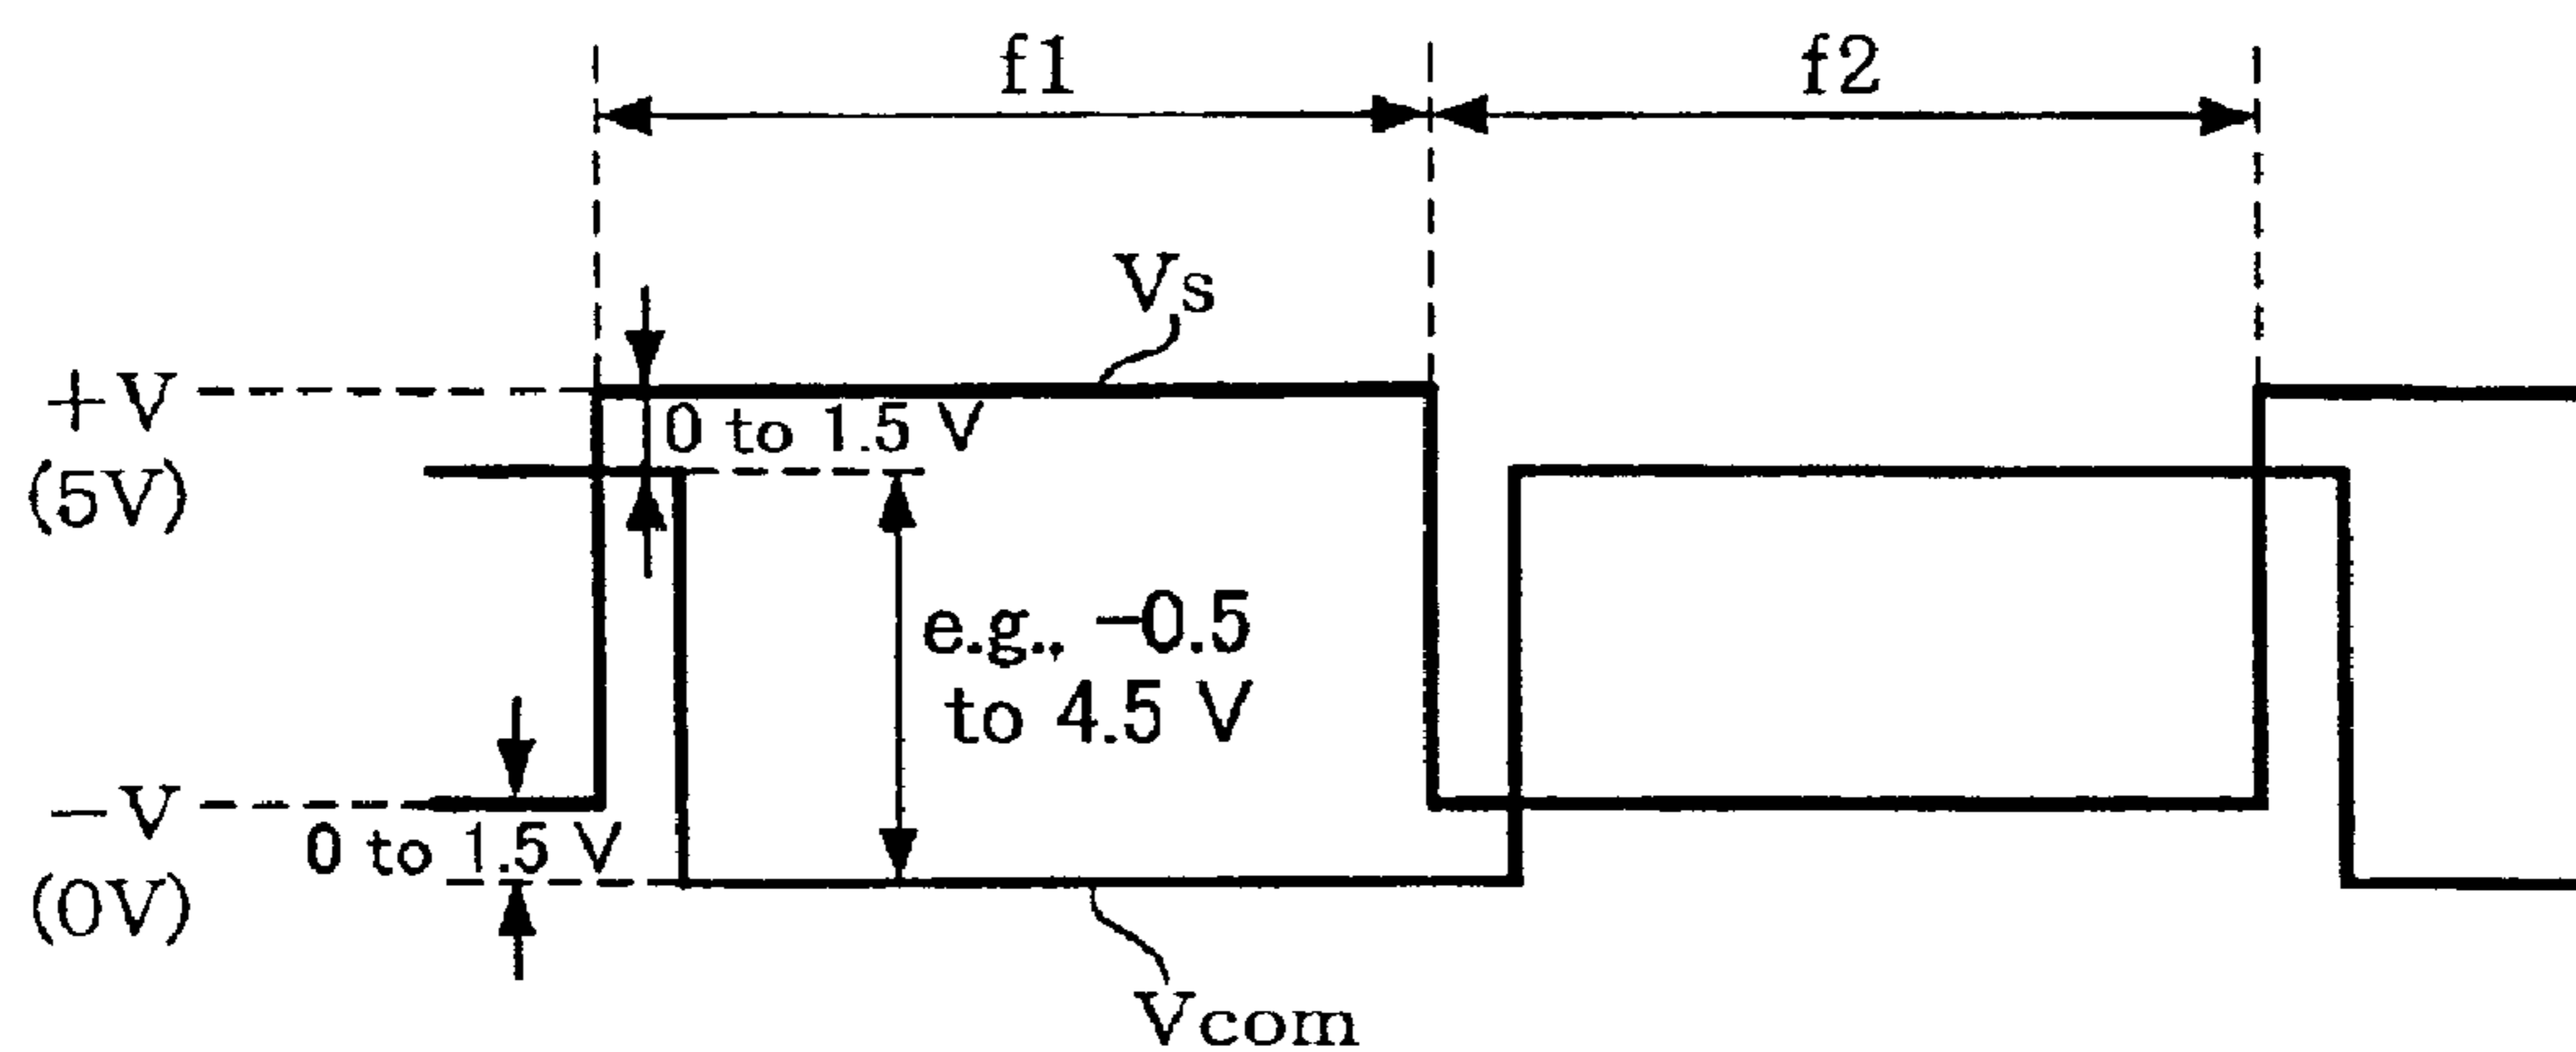 f1
f2
Vs
+V
(5V)
0 to 1.5 V
e.g., −0.5
to 4.5 V
−V
(0V)
0 to 1.5 V
Vcom